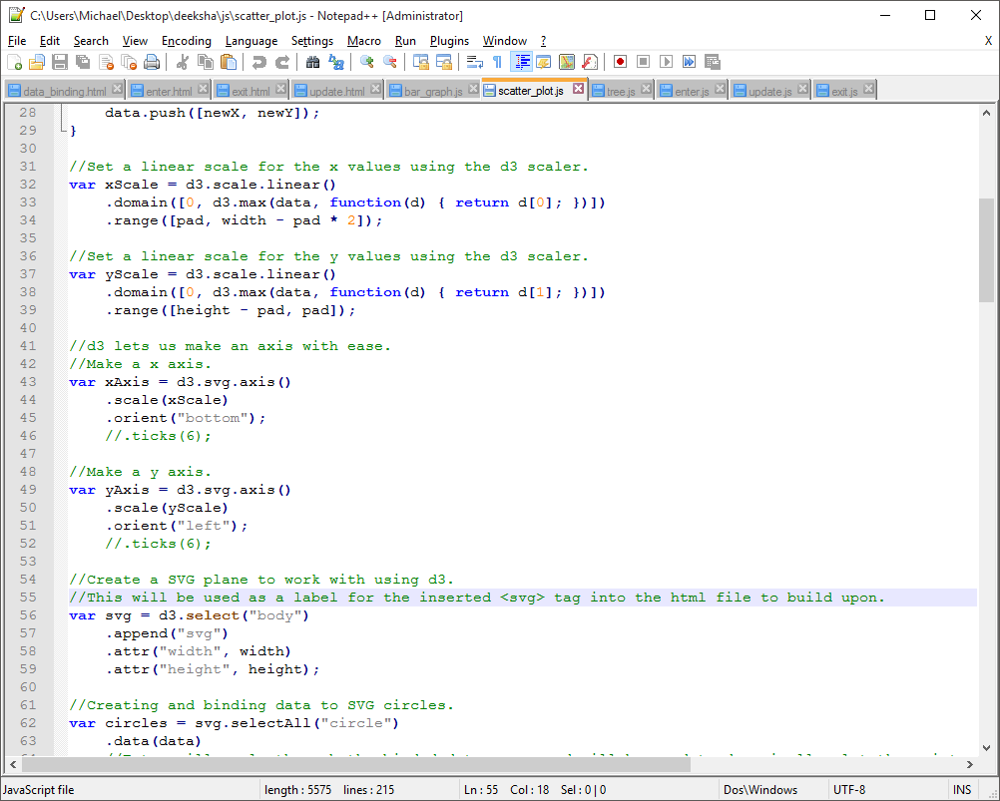 C:\Users\Michael\Desktop\deeksha\js\scatter_plot.js - Notepad++ [Administrator]
File Edit Search View Encoding Language Settings Macro Run Plugins Window ? X
data_binding.html enter.html exit.html update.html bar_graph.js scatter_plot.js tree.js enter.js update.js exit.js
28 data.push([newX, newY]);
29 }
30
31 //Set a linear scale for the x values using the d3 scaler.
32 var xScale = d3.scale.linear()
33 .domain([0, d3.max(data, function(d) { return d[0]; })])
34 .range([pad, width - pad * 2]);
35
36 //Set a linear scale for the y values using the d3 scaler.
37 var yScale = d3.scale.linear()
38 .domain([0, d3.max(data, function(d) { return d[1]; })])
39 .range([height - pad, pad]);
40
41 //d3 lets us make an axis with ease.
42 //Make a x axis.
43 var xAxis = d3.svg.axis()
44 .scale(xScale)
45 .orient("bottom");
46 //.ticks(6);
47
48 //Make a y axis.
49 var yAxis = d3.svg.axis()
50 .scale(yScale)
51 .orient("left");
52 //.ticks(6);
53
54 //Create a SVG plane to work with using d3.
55 //This will be used as a label for the inserted <svg> tag into the html file to build upon.
56 var svg = d3.select("body")
57 .append("svg")
58 .attr("width", width)
59 .attr("height", height);
60
61 //Creating and binding data to SVG circles.
62 var circles = svg.selectAll("circle")
63 .data(data)
JavaScript file length : 5575 lines : 215 Ln : 55 Col : 18 Sel : 0 | 0 Dos\Windows UTF-8 INS